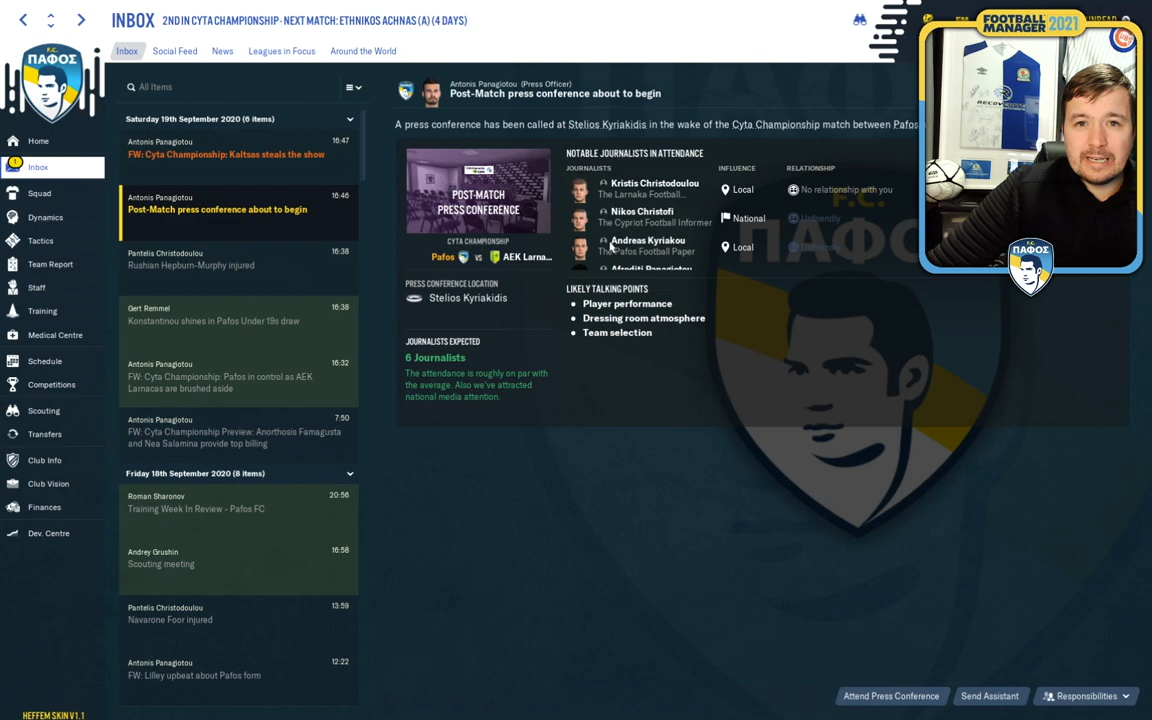 INBOX
2ND IN CYTA CHAMPIONSHIP - NEXT MATCH: ETHNIKOS ACHNAS (A) (4 DAYS)
FOOTBALL
MANAGER 2021
Inbox
Social Feed
News
Leagues in Focus
Around the World
F.C.
ΠΑΦΟΣ
All Items
Home
1
Inbox
Squad
Dynamics
Tactics
Team Report
Staff
Training
Medical Centre
Schedule
Competitions
Scouting
Transfers
Club Info
Club Vision
Finances
Dev. Centre
HEFFEM SKIN V1.1
Saturday 19th September 2020 (6 items)
Antonis Panagiotou 16:47
FW: Cyta Championship: Kaltsas steals the show
Antonis Panagiotou 16:46
Post-Match press conference about to begin
Pantelis Christodoulou 16:38
Rushian Hepburn-Murphy injured
Gert Remmel 16:38
Konstantinou shines in Pafos Under 19s draw
Antonis Panagiotou 16:32
FW: Cyta Championship: Pafos in control as AEK
Larnacas are brushed aside
Antonis Panagiotou 7:50
FW: Cyta Championship Preview: Anorthosis Famagusta
and Nea Salamina provide top billing
Friday 18th September 2020 (8 items)
Roman Sharonov 20:56
Training Week In Review - Pafos FC
Andrey Grushin 16:58
Scouting meeting
Pantelis Christodoulou 13:59
Navarone Foor injured
Antonis Panagiotou 12:22
FW: Lilley upbeat about Pafos form
Antonis Panagiotou (Press Officer)
Post-Match press conference about to begin
A press conference has been called at Stelios Kyriakidis in the wake of the Cyta Championship match between Pafos
POST-MATCH
PRESS CONFERENCE
CYTA CHAMPIONSHIP
Pafos VS AEK Larna...
PRESS CONFERENCE LOCATION
Stelios Kyriakidis
JOURNALISTS EXPECTED
6 Journalists
The attendance is roughly on par with
the average. Also we've attracted
national media attention.
NOTABLE JOURNALISTS IN ATTENDANCE
JOURNALISTS INFLUENCE RELATIONSHIP
Kristis Christodoulou
The Larnaka Football...
Local
No relationship with you
Nikos Christofi
The Cypriot Football Informer
National
Unfriendly
Andreas Kyriakou
The Pafos Football Paper
Local
Afroditi Panagiotou
LIKELY TALKING POINTS
Player performance
Dressing room atmosphere
Team selection
F.C.
ΠΑΦΟΣ
Attend Press Conference
Send Assistant
Responsibilities